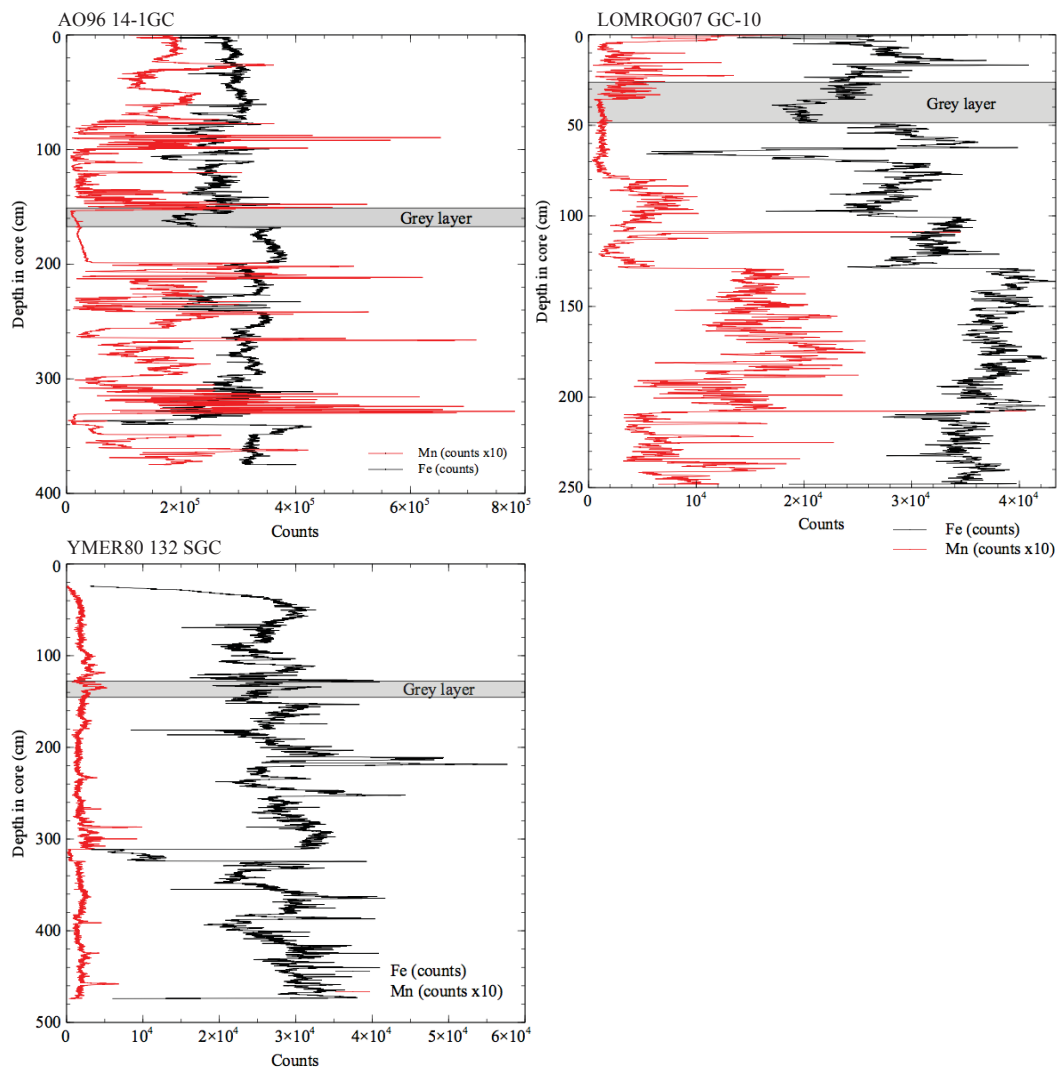 AO96 14-1GC
0
100
200
300
400
Depth in core (cm)
Grey layer
Mn (counts x10)
Fe (counts)
0 2×10⁵ 4×10⁵ 6×10⁵ 8×10⁵
Counts
LOMROG07 GC-10
0
50
100
150
200
250
Depth in core (cm)
Grey layer
0 10⁴ 2×10⁴ 3×10⁴ 4×10⁴
Counts
Fe (counts)
Mn (counts x10)
YMER80 132 SGC
0
100
200
300
400
500
Depth in core (cm)
Grey layer
Fe (counts)
Mn (counts x10)
0 10⁴ 2×10⁴ 3×10⁴ 4×10⁴ 5×10⁴ 6×10⁴
Counts